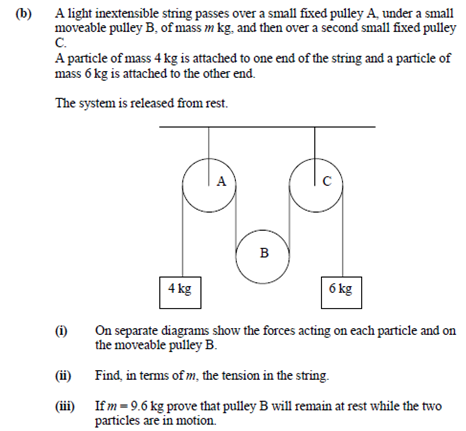 (b) A light inextensible string passes over a small fixed pulley A, under a small
moveable pulley B, of mass m kg, and then over a second small fixed pulley
C.
A particle of mass 4 kg is attached to one end of the string and a particle of
mass 6 kg is attached to the other end.
The system is released from rest.
A C
B
4 kg 6 kg
(i) On separate diagrams show the forces acting on each particle and on
the moveable pulley B.
(ii) Find, in terms of m, the tension in the string.
(iii) If m = 9.6 kg prove that pulley B will remain at rest while the two
particles are in motion.